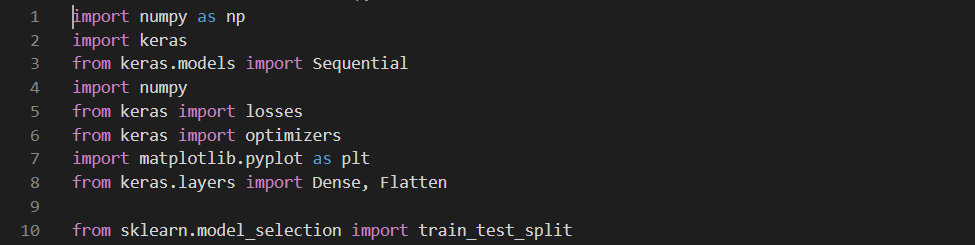 1 import numpy as np
2 import keras
3 from keras.models import Sequential
4 import numpy
5 from keras import losses
6 from keras import optimizers
7 import matplotlib.pyplot as plt
8 from keras.layers import Dense, Flatten
9
10 from sklearn.model_selection import train_test_split